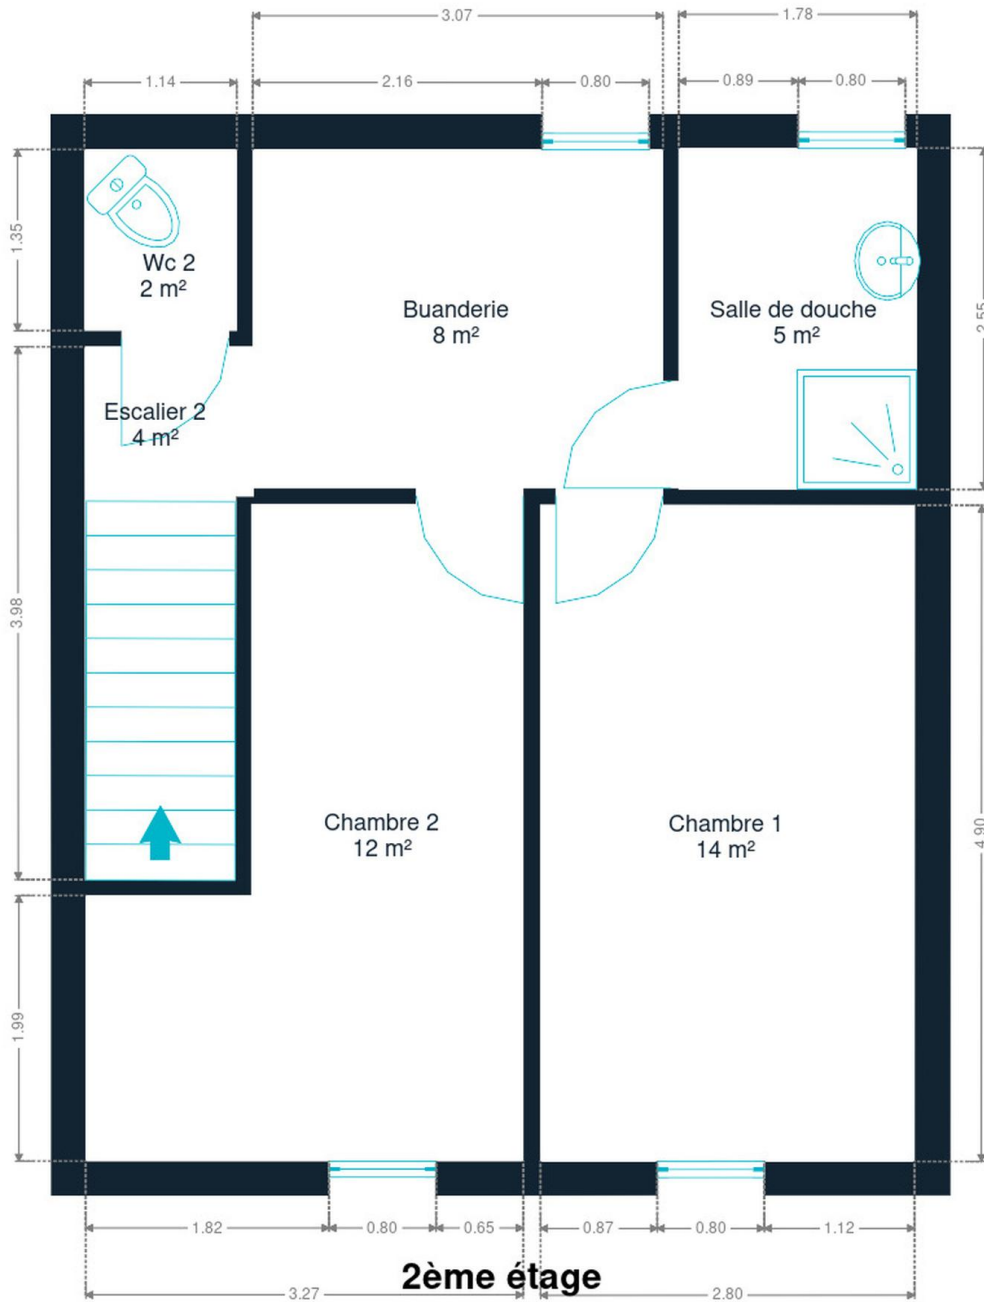 3.07
1.78
1.14
2.16
0.80
0.89
0.80
1.35
2.55
Wc 2
2 m²
Buanderie
8 m²
Salle de douche
5 m²
Escalier 2
4 m²
3.98
Chambre 2
12 m²
Chambre 1
14 m²
4.90
1.99
1.82
0.80
0.65
0.87
0.80
1.12
2ème étage
3.27
2.80